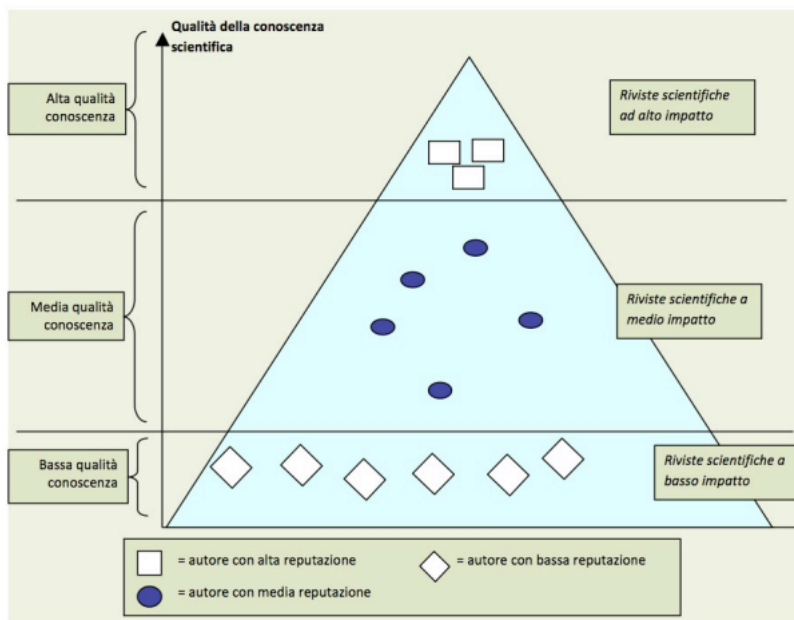 Qualità della conoscenza
scientifica
Alta qualità
conoscenza
Riviste scientifiche
ad alto impatto
Media qualità
conoscenza
Riviste scientifiche a
medio impatto
Bassa qualità
conoscenza
Riviste scientifiche a
basso impatto
= autore con alta reputazione
= autore con bassa reputazione
= autore con media reputazione